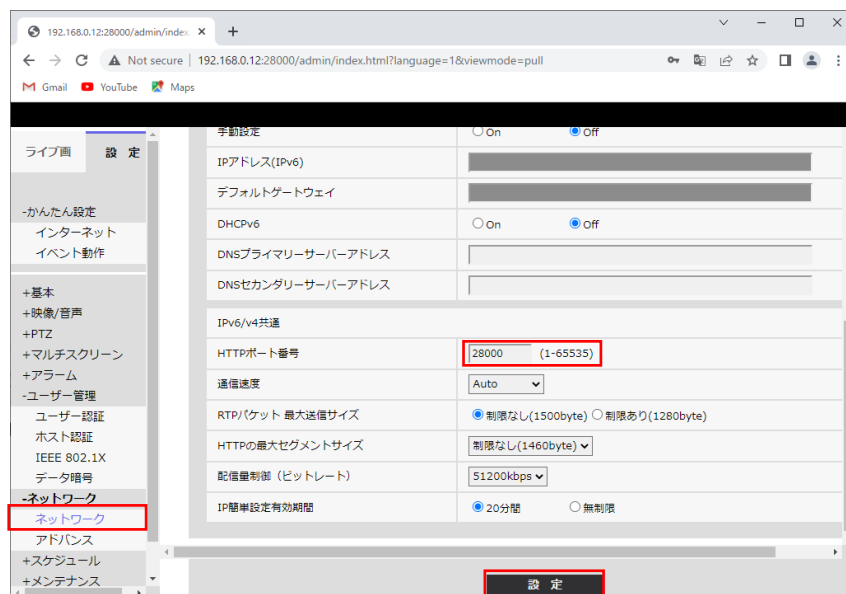 192.168.0.12:28000/admin/index
Not secure 192.168.0.12:28000/admin/index.html?language=1&viewmode=pull
Gmail YouTube Maps
ライブ画 設 定
-かんたん設定
インターネット
イベント動作
+基本
+映像/音声
+PTZ
+マルチスクリーン
+アラーム
-ユーザー管理
ユーザー認証
ホスト認証
IEEE 802.1X
データ暗号
-ネットワーク
ネットワーク
アドバンス
+スケジュール
+メンテナンス
手動設定 On Off
IPアドレス(IPv6)
デフォルトゲートウェイ
DHCPv6 On Off
DNSプライマリーサーバーアドレス
DNSセカンダリーサーバーアドレス
IPv6/v4共通
HTTPポート番号 28000 (1-65535)
通信速度 Auto
RTPパケット 最大送信サイズ 制限なし(1500byte) 制限あり(1280byte)
HTTPの最大セグメントサイズ 制限なし(1460byte)
配信量制御（ビットレート） 51200kbps
IP簡単設定有効期間 20分間 無制限
設 定